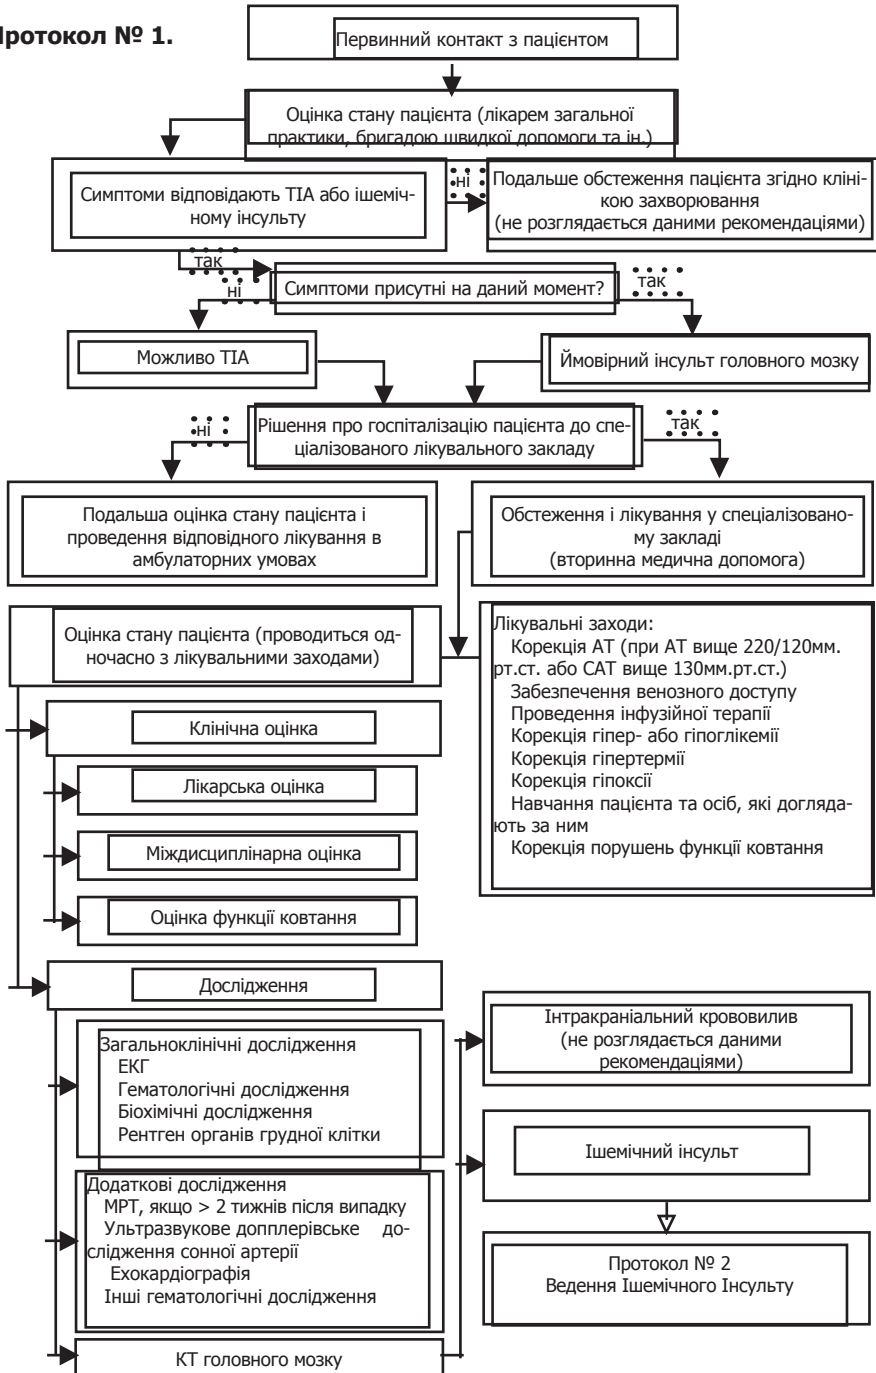 Протокол № 1.
Первинний контакт з пацієнтом
Оцінка стану пацієнта (лікарем загальної
практики, бригадою швидкої допомоги та ін.)
Симптоми відповідають ТІА або ішеміч-
ному інсульту
ні
Подальше обстеження пацієнта згідно кліні-
кою захворювання
(не розглядається даними рекомендаціями)
так
Симптоми присутні на даний момент?
ні
так
Можливо ТІА
Ймовірний інсульт головного мозку
Рішення про госпіталізацію пацієнта до спе-
ціалізованого лікувального закладу
ні
так
Подальша оцінка стану пацієнта і
проведення відповідного лікування в
амбулаторних умовах
Обстеження і лікування у спеціалізовано-
му закладі
(вторинна медична допомога)
Оцінка стану пацієнта (проводиться од-
ночасно з лікувальними заходами)
Лікувальні заходи:
Корекція АТ (при АТ вище 220/120мм.
рт.ст. або САТ вище 130мм.рт.ст.)
Забезпечення венозного доступу
Проведення інфузійної терапії
Корекція гіпер- або гіпоглікемії
Корекція гіпертермії
Корекція гіпоксії
Навчання пацієнта та осіб, які догляда-
ють за ним
Корекція порушень функції ковтання
Клінічна оцінка
Лікарська оцінка
Міждисциплінарна оцінка
Оцінка функції ковтання
Дослідження
Загальноклінічні дослідження
ЕКГ
Гематологічні дослідження
Біохімічні дослідження
Рентген органів грудної клітки
Додаткові дослідження
МРТ, якщо > 2 тижнів після випадку
Ультразвукове допплерівське до-
слідження сонної артерії
Ехокардіографія
Інші гематологічні дослідження
КТ головного мозку
Інтракраніальний крововилив
(не розглядається даними
рекомендаціями)
Ішемічний інсульт
Протокол № 2
Ведення Ішемічного Інсульту